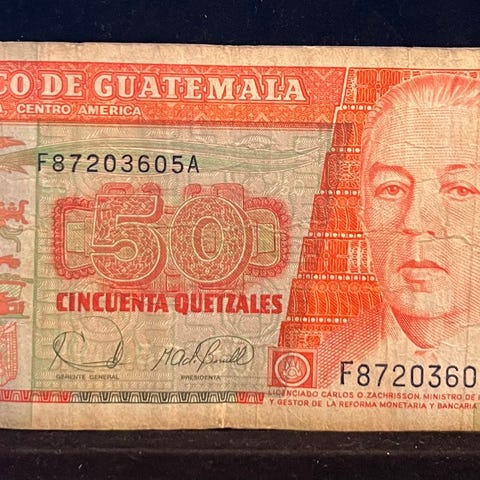 CO DE GUATEMALA
A, CENTRO AMERICA
F87203605A
50
CINCUENTA QUETZALES
GERENTE GENERAL
PRESIDENTA
F8720360
LICENCIADO CARLOS O. ZACHRISSON, MINISTRO DE
Y GESTOR DE LA REFORMA MONETARIA Y BANCARIA